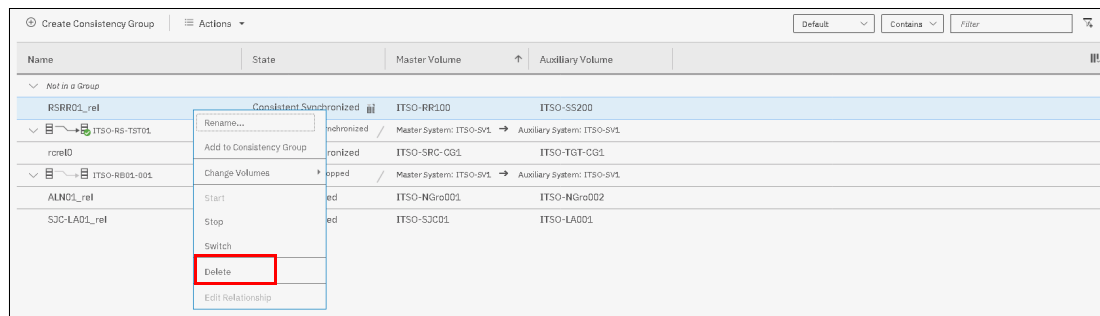 Create Consistency Group Actions Default Contains Filter
Name State Master Volume Auxiliary Volume
Not in a Group
RSRR01_rel Consistent Synchronized ITSO-RR100 ITSO-SS200
Rename...
ITSO-RS-TST01 nchronized / Master System: ITSO-SV1 → Auxiliary System: ITSO-SV1
Add to Consistency Group
rcrel0 ronized ITSO-SRC-CG1 ITSO-TGT-CG1
Change Volumes
ITSO-RB01-001 opped / Master System: ITSO-SV1 → Auxiliary System: ITSO-SV1
Start
ALN01_rel ed ITSO-NGro001 ITSO-NGro002
Stop
SJC-LA01_rel ed ITSO-SJC01 ITSO-LA001
Switch
Delete
Edit Relationship